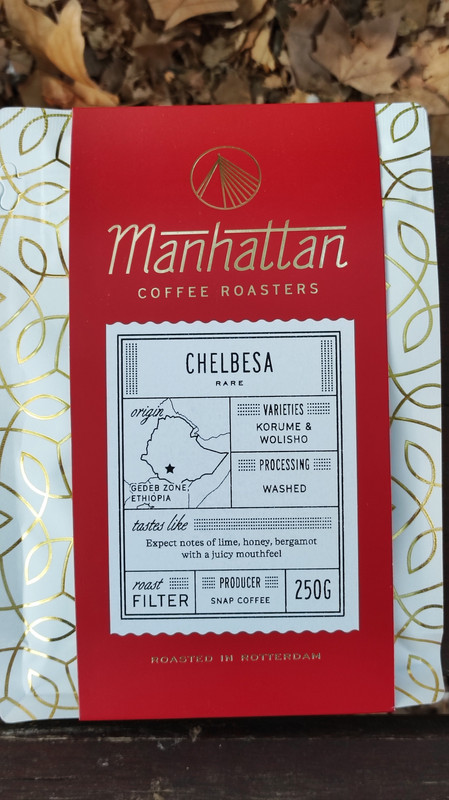 Manhattan
COFFEE ROASTERS
CHELBESA
RARE
origin
GEDEB ZONE,
ETHIOPIA
VARIETIES
KORUME &
WOLISHO
PROCESSING
WASHED
tastes like
Expect notes of lime, honey, bergamot
with a juicy mouthfeel
roast
FILTER
PRODUCER
SNAP COFFEE
250G
ROASTED IN ROTTERDAM